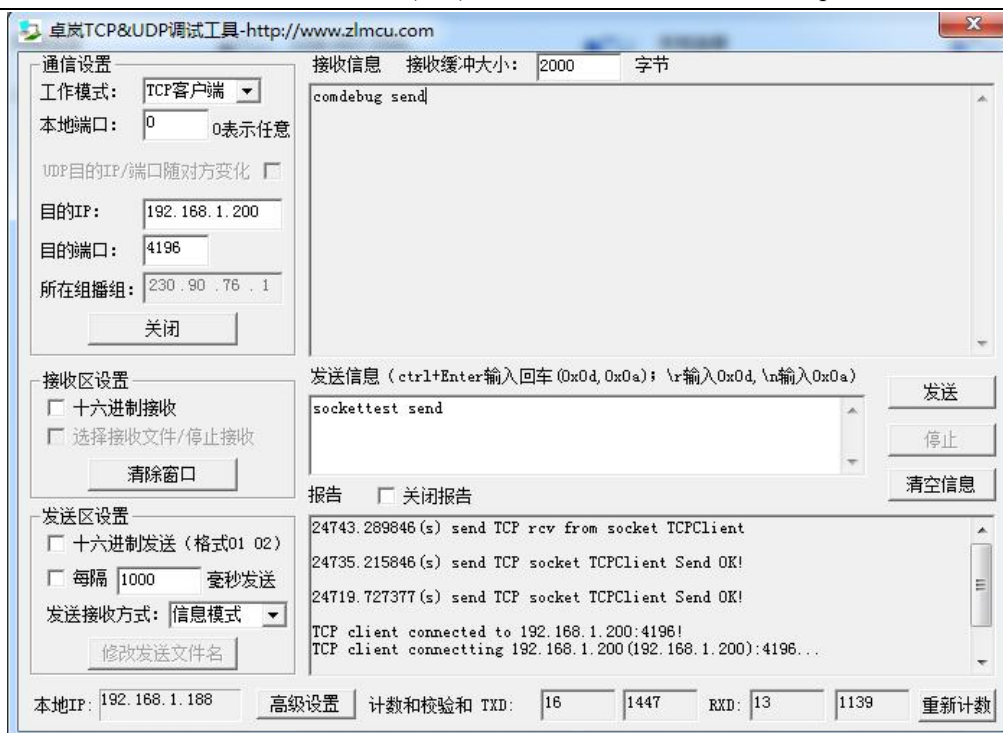 卓岚TCP&UDP调试工具-http://www.zlmcu.com
通信设置
工作模式： TCP客户端
本地端口： 0 0表示任意
UDP目的IP/端口随对方变化
目的IP： 192.168.1.200
目的端口： 4196
所在组播组： 230 .90 .76 . 1
关闭
接收区设置
十六进制接收
选择接收文件/停止接收
清除窗口
发送区设置
十六进制发送（格式01 02）
每隔 1000 毫秒发送
发送接收方式： 信息模式
修改发送文件名
接收信息 接收缓冲大小： 2000 字节
comdebug send
发送信息（ctrl+Enter输入回车(0x0d,0x0a)；\r输入0x0d,\n输入0x0a）
sockettest send
发送
停止
清空信息
报告 关闭报告
24743.289846(s) send TCP rcv from socket TCPClient
24735.215846(s) send TCP socket TCPClient Send OK!
24719.727377(s) send TCP socket TCPClient Send OK!
TCP client connected to 192.168.1.200:4196!
TCP client connectting 192.168.1.200(192.168.1.200):4196...
本地IP: 192.168.1.188 高级设置 计数和校验和 TXD: 16 1447 RXD: 13 1139 重新计数